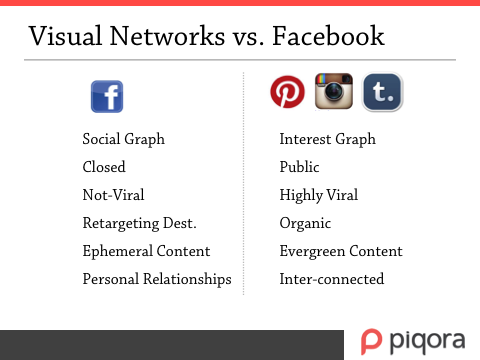 Visual Networks vs. Facebook
f
t.
Social Graph
Closed
Not-Viral
Retargeting Dest.
Ephemeral Content
Personal Relationships
Interest Graph
Public
Highly Viral
Organic
Evergreen Content
Inter-connected
piqora